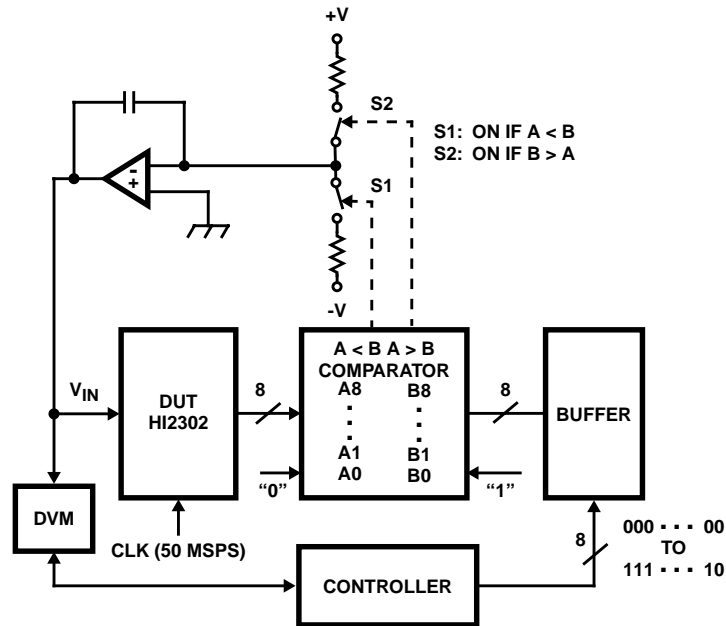 +V
S2
S1: ON IF A < B
S2: ON IF B > A
-
+
S1
-V
A < B A > B
COMPARATOR
A8 B8
A1 B1
A0 B0
DUT
HI2302
8
8
BUFFER
VIN
"0"
"1"
DVM
CLK (50 MSPS)
CONTROLLER
8
000 ··· 00
TO
111 ··· 10